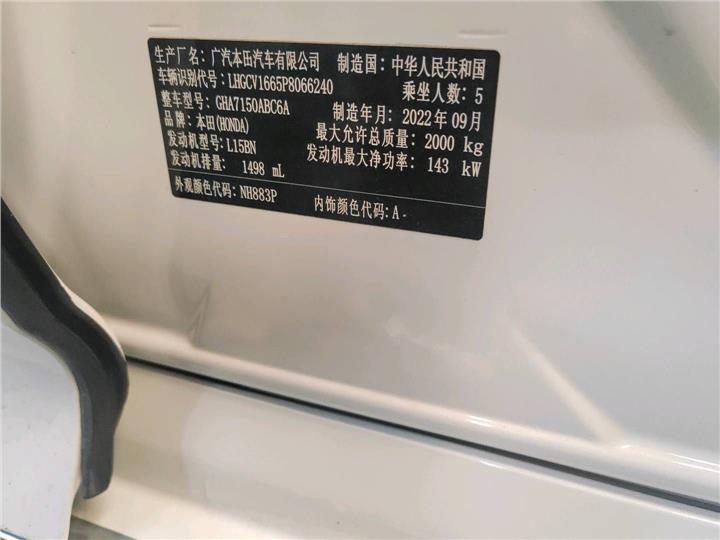 生产厂名：广汽本田汽车有限公司 制造国：中华人民共和国
车辆识别代号：LHGCV1665P8066240 乘坐人数：5
整车型号：GHA7150ABC6A 制造年月：2022年09月
品牌：本田(HONDA) 最大允许总质量：2000 kg
发动机型号：L15BN 发动机最大净功率：143 kW
发动机排量： 1498 mL
外观颜色代码：NH883P 内饰颜色代码：A-